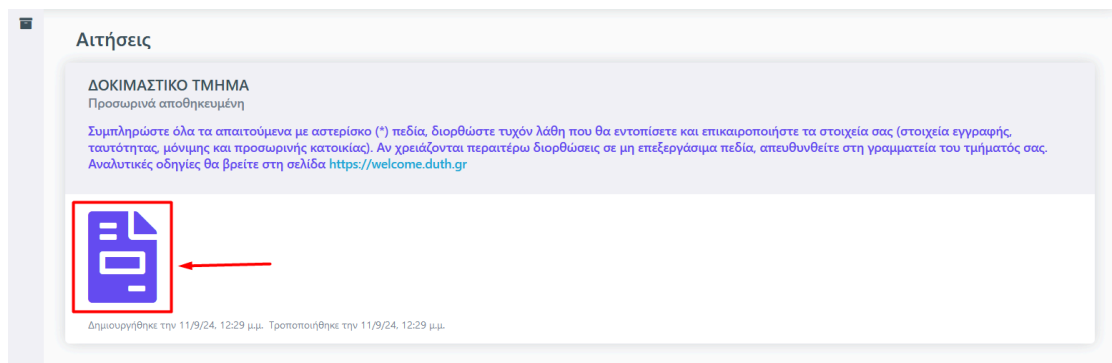 Αιτήσεις
ΔΟΚΙΜΑΣΤΙΚΟ ΤΜΗΜΑ
Προσωρινά αποθηκευμένη
Συμπληρώστε όλα τα απαιτούμενα με αστερίσκο (*) πεδία, διορθώστε τυχόν λάθη που θα εντοπίσετε και επικαιροποιήστε τα στοιχεία σας (στοιχεία εγγραφής,
ταυτότητας, μόνιμης και προσωρινής κατοικίας). Αν χρειάζονται περαιτέρω διορθώσεις σε μη επεξεργάσιμα πεδία, απευθυνθείτε στη γραμματεία του τμήματός σας.
Αναλυτικές οδηγίες θα βρείτε στη σελίδα https://welcome.duth.gr
Δημιουργήθηκε την 11/9/24, 12:29 μ.μ. Τροποποιήθηκε την 11/9/24, 12:29 μ.μ.